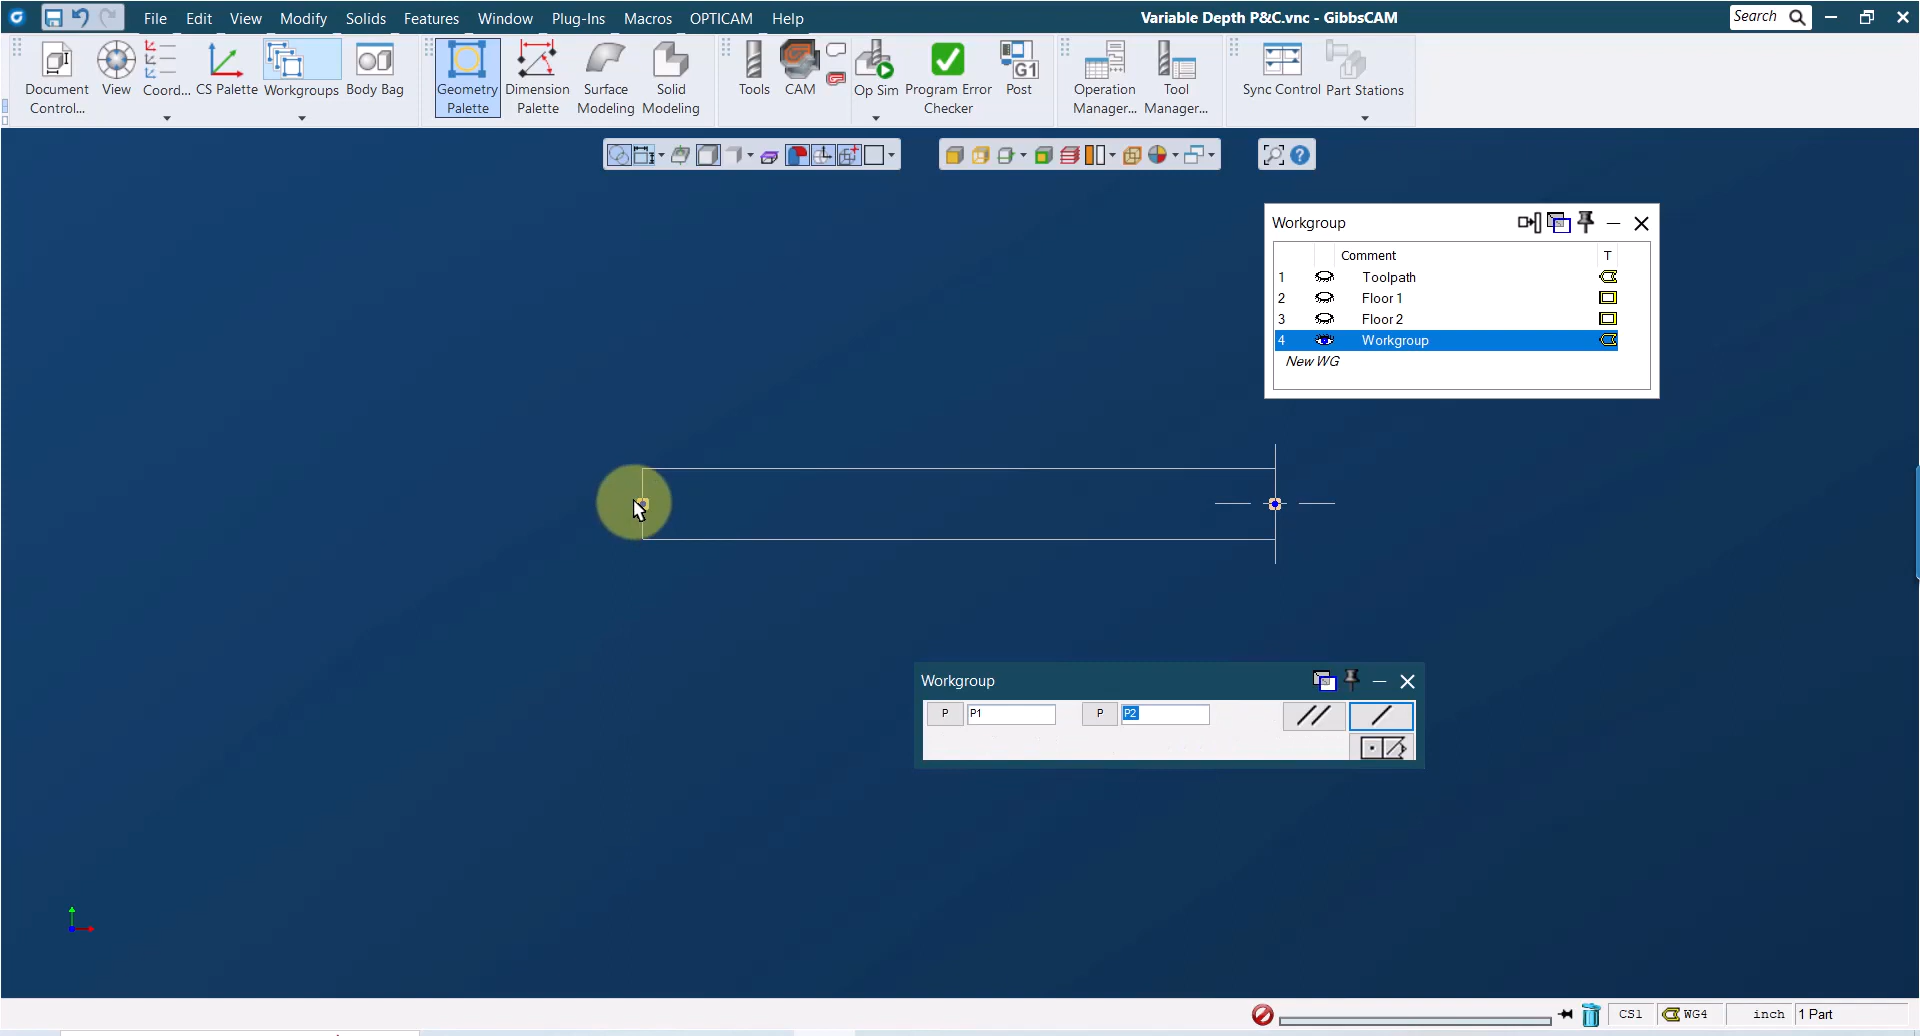 File Edit View Modify Solids Features Window Plug-Ins Macros OPTICAM Help
Variable Depth P&C.vnc - GibbsCAM
Search
Document Control...
View
Coord...
CS Palette
Workgroups
Body Bag
Geometry Palette
Dimension Palette
Surface Modeling
Solid Modeling
Tools
CAM
Op Sim
Program Error Checker
G1
Post
Operation Manager...
Tool Manager...
Sync Control
Part Stations
Workgroup
Comment T
1 Toolpath
2 Floor 1
3 Floor 2
4 Workgroup
New WG
Workgroup
P P1 P P2
CS1 WG4 inch 1 Part